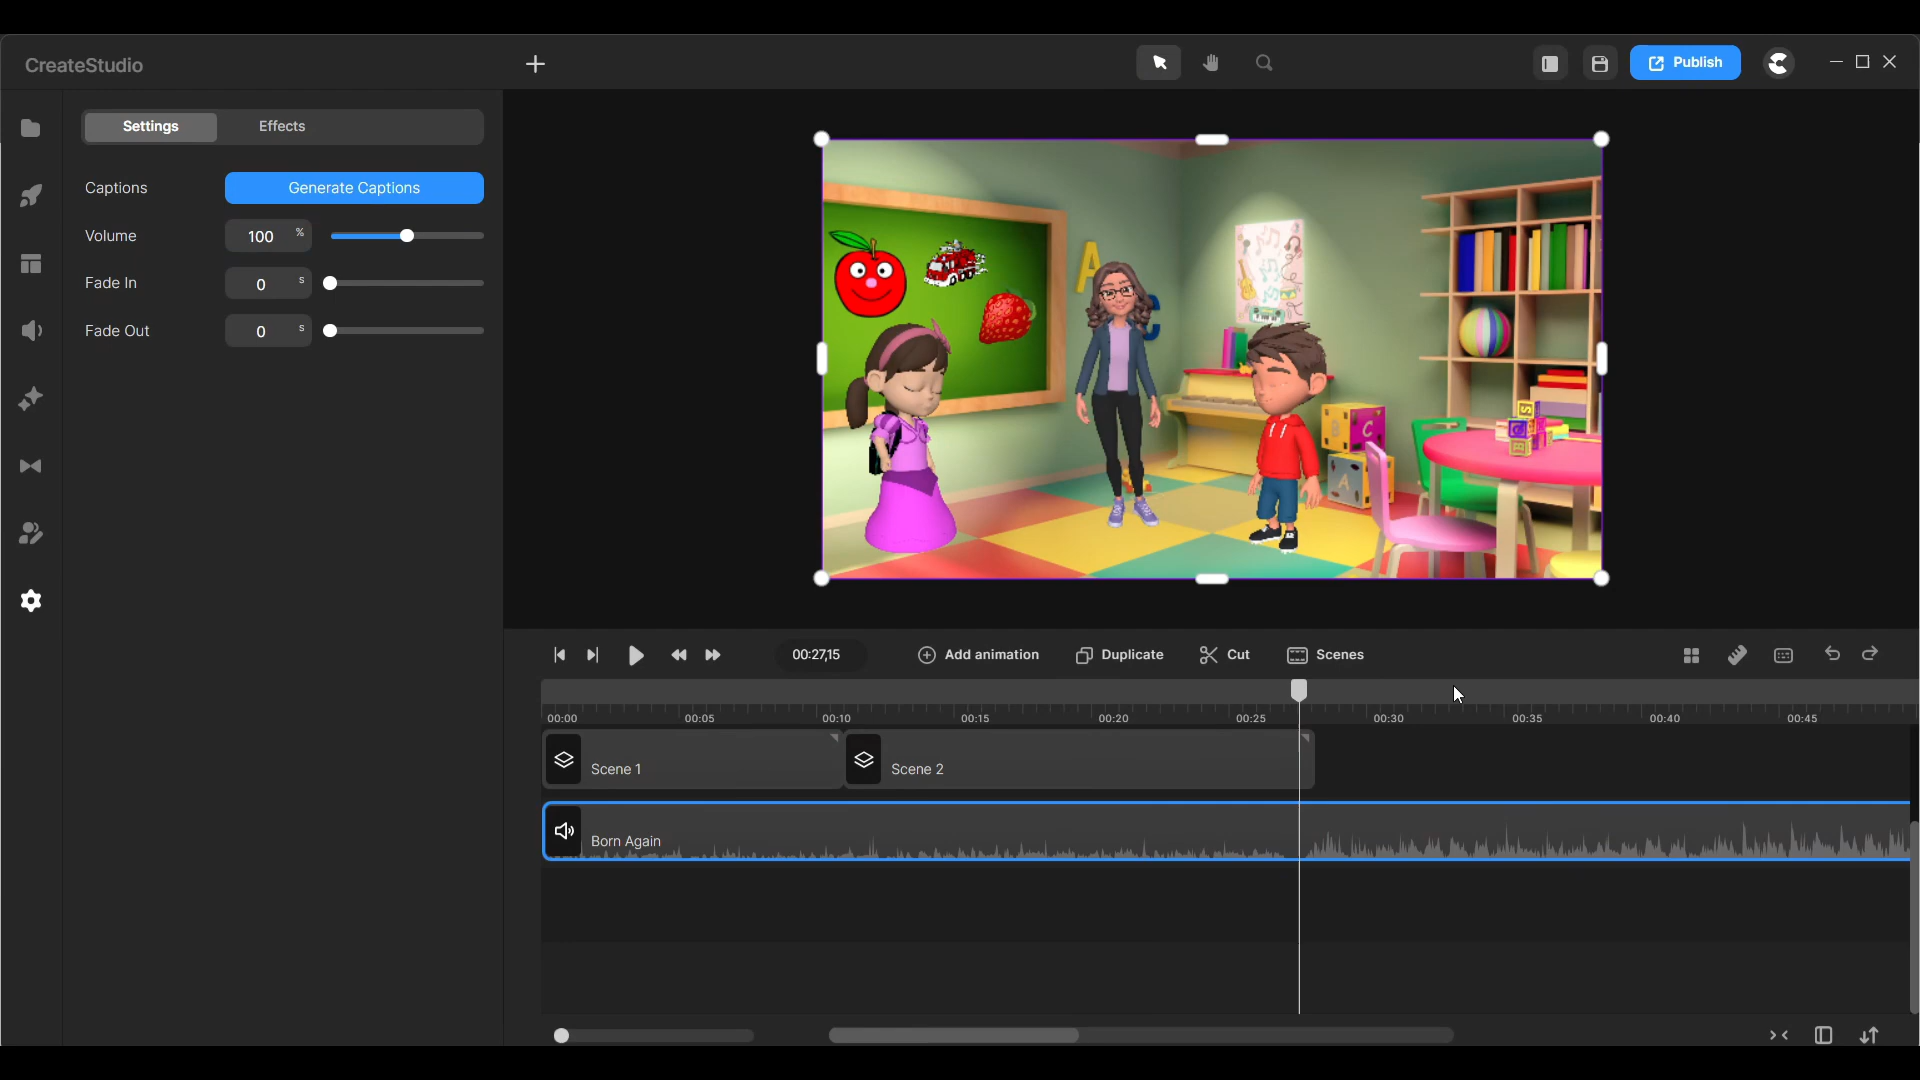 CreateStudio
Publish
Settings Effects
Captions Generate Captions
Volume 100 %
Fade In 0 s
Fade Out 0 s
A
C
B C
A
S
00:27,15 Add animation Duplicate Cut Scenes
00:00 00:05 00:10 00:15 00:20 00:25 00:30 00:35 00:40 00:45
Scene 1 Scene 2
Born Again